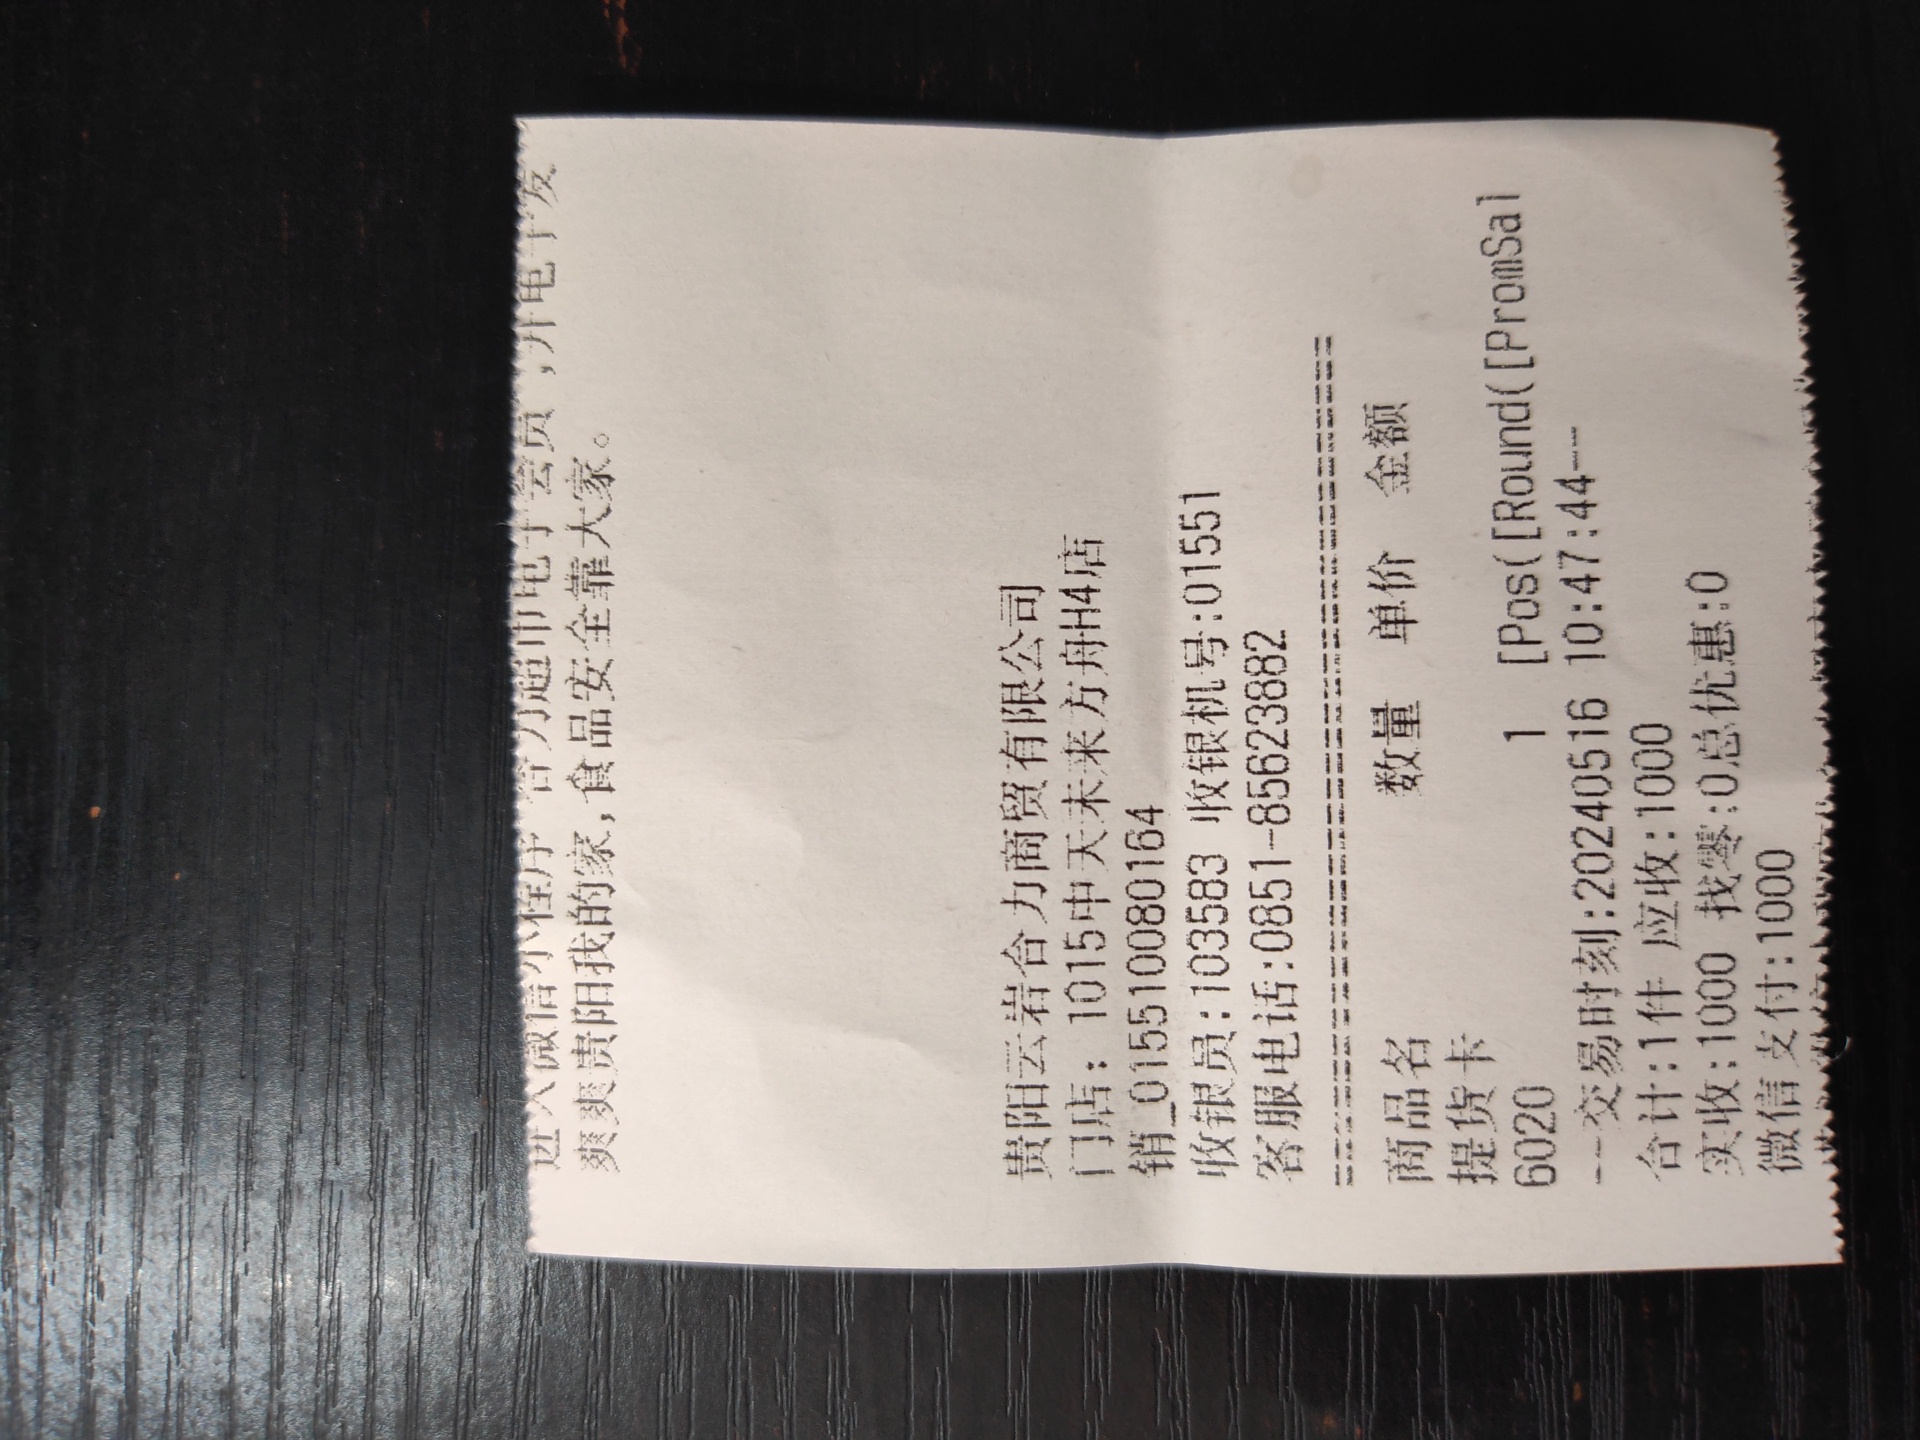 进入微信小程序 合力超市电子会员，开电子发
爽爽贵阳我的家,食品安全靠大家。
贵阳云岩合力商贸有限公司
门店: 1015中天未来方舟H4店
销_015510080164
收银员:103583 收银机号:01551
客服电话:0851-85623882
================================
商品名 数量 单价 金额
提货卡
6020 1 [Pos([Round([PromSal
--交易时刻:20240516 10:47:44--
合计:1件 应收:1000
实收:1000 找零:0总优惠:0
微信支付:1000